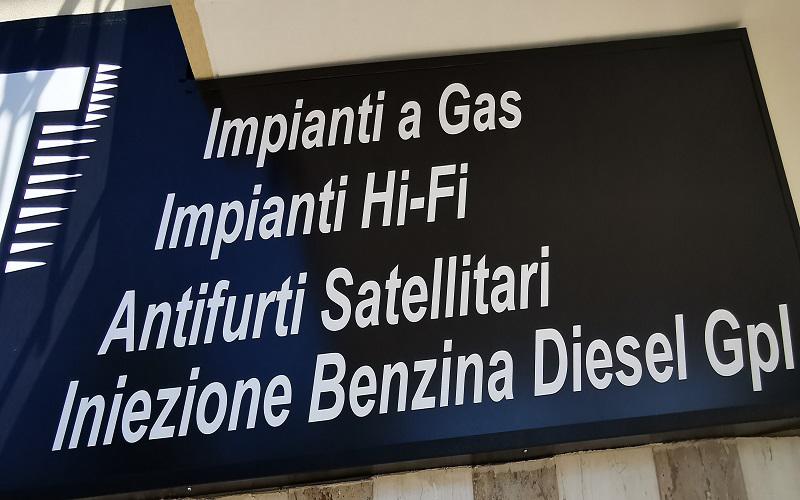 Impianti a Gas
Impianti Hi-Fi
Antifurti Satellitari
Iniezione Benzina Diesel Gpl